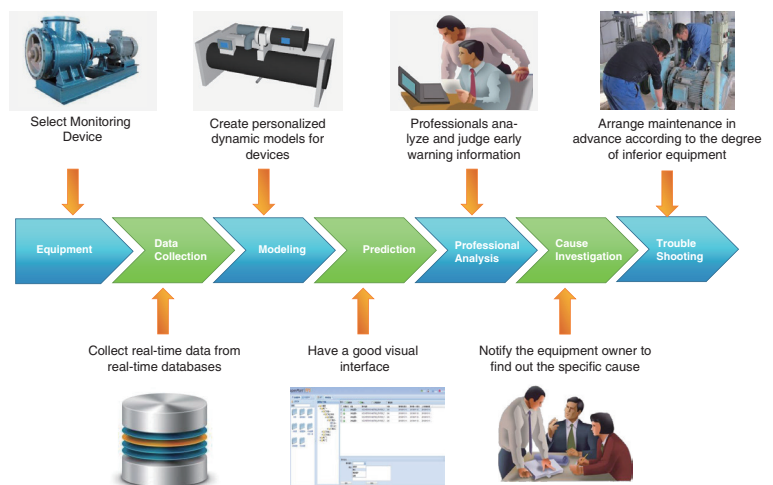 Select Monitoring
Device
Create personalized
dynamic models for
devices
Professionals ana-
lyze and judge early
warning information
Arrange maintenance in
advance according to the degree
of inferior equipment
Equipment
Data
Collection
Modeling
Prediction
Professional
Analysis
Cause
Investigation
Trouble
Shooting
Collect real-time data from
real-time databases
Have a good visual
interface
Notify the equipment owner to
find out the specific cause